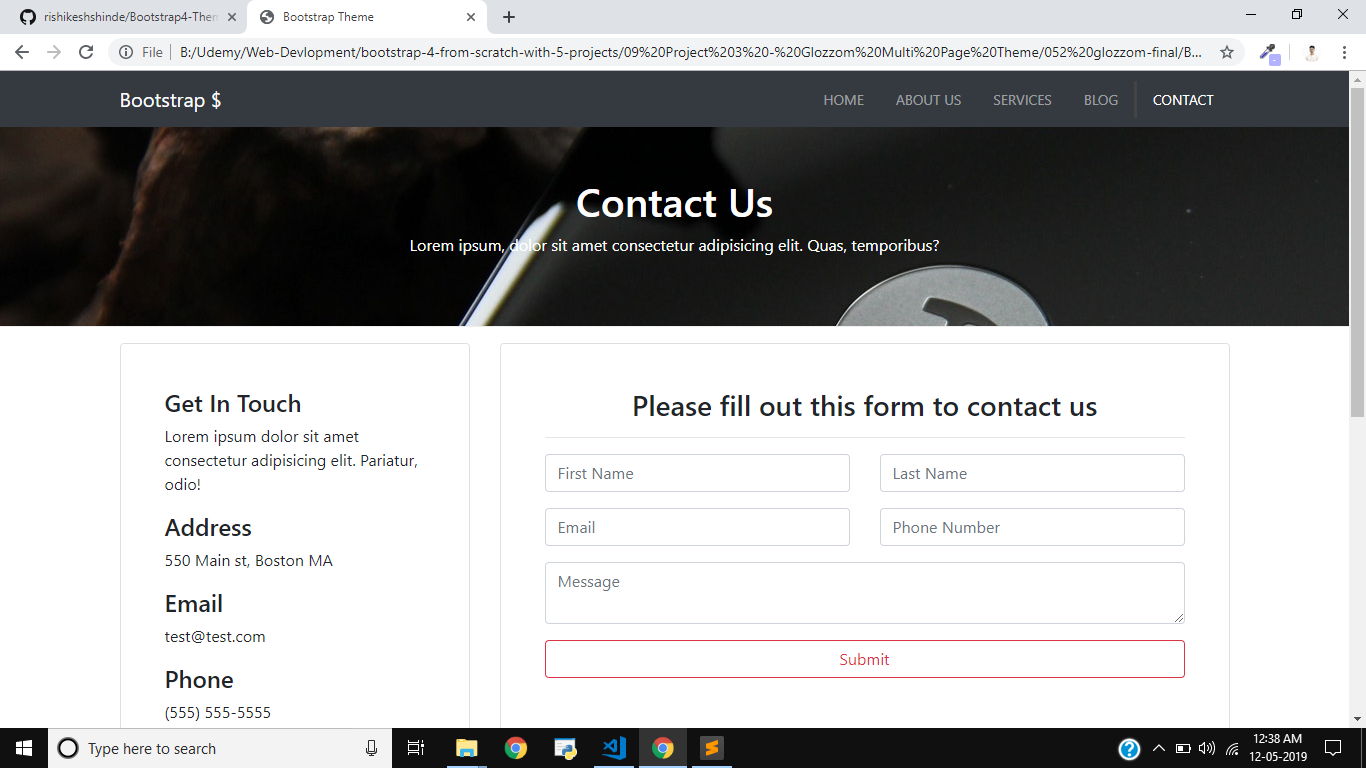 rishikeshshinde/Bootstrap4-Then
Bootstrap Theme
File
B:/Udemy/Web-Devlopment/bootstrap-4-from-scratch-with-5-projects/09%20Project%203%20-%20Glozzom%20Multi%20Page%20Theme/052%20glozzom-final/B...
Bootstrap $
HOME ABOUT US SERVICES BLOG CONTACT
Contact Us
Lorem ipsum, dolor sit amet consectetur adipisicing elit. Quas, temporibus?
Get In Touch
Lorem ipsum dolor sit amet
consectetur adipisicing elit. Pariatur,
odio!
Address
550 Main st, Boston MA
Email
test@test.com
Phone
(555) 555-5555
Please fill out this form to contact us
First Name
Last Name
Email
Phone Number
Message
Submit
Type here to search
12:38 AM
12-05-2019